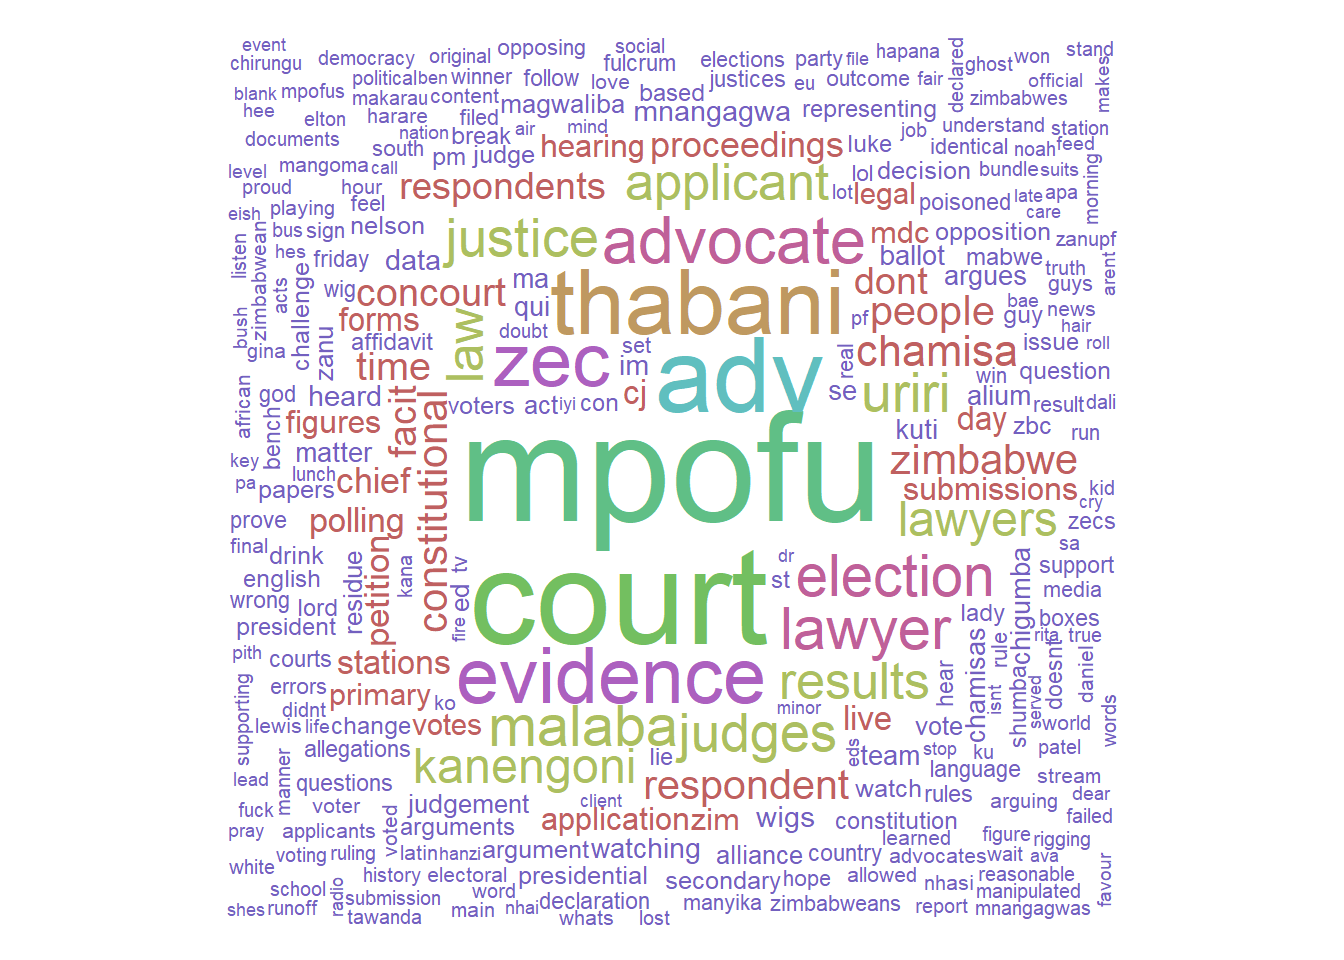 event
social
opposing
chirungu
democracy
original
fulcrum
elections
party
file
hapana
declared
ghost
won
stand
blank
mpofus
political
ben
winner
follow
love
justices
eu
outcome
fair
official
makes
hee
makarau
content
magwaliba
based
mnangagwa
representing
zimbabwes
elton
harare
filed
documents
nation
break
air
mind
hearing
proceedings
luke
job
understand
station
level
mangoma
south
call
pm
judge
identical
noah
feed
proud
hour
respondents
applicant
lot
lol
legal
decision
bundle
suits
poisoned
late
apa
morning
eish
playing
feel
care
bus
sign
nelson
justice
advocate
mdc
opposition
zanupf
listen
zimbabwean
hes
friday
data
ma
thabani
ballot
mabwe
truth
arent
acts
challenge
wig
concourt
qui
dont
argues
guys
bush
zanu
forms
law
doubt
pf
people
bae
guy
news
hair
gina
affidavit
time
zec
set
im
adv
real
chamisa
issue
roll
african
god
heard
facit
constitutional
voters
act
iyi
con
cj
se
uriri
win
alium
question
result
dali
bench
figures
mpofu
kuti
day
zbc
run
key
matter
lunch
chief
zimbabwe
pa
papers
submissions
kid
cry
prove
polling
lawyers
zecs
final
drink
residue
petition
kana
tv
court
dr
st
election
shumba
chigumba
sa
support
english
wrong
lord
ed
fire
lawyer
lady
media
boxes
president
chamisas
rule
doesnt
rita
true
pith
courts
stations
evidence
results
hear
isnt
served
daniel
supporting
errors
primary
ko
minor
didnt
lewis
life
change
votes
malaba
judges
live
vote
world
words
allegations
kanengoni
lie
eds
team
stop
ku
patel
lead
manner
questions
respondent
watch
language
stream
fuck
voter
judgement
client
rules
arguing
dear
pray
applicants
voted
arguments
application
zim
wigs
constitution
failed
learned
figure
rigging
white
voting
ruling
latin
hanzi
argument
watching
alliance
country
advocates
wait
ava
history
electoral
presidential
secondary
hope
allowed
nhasi
reasonable
favour
school
radio
submission
word
manipulated
shes
runoff
main
nhai
declaration
manyika
zimbabweans
report
mnangagwas
tawanda
whats
lost